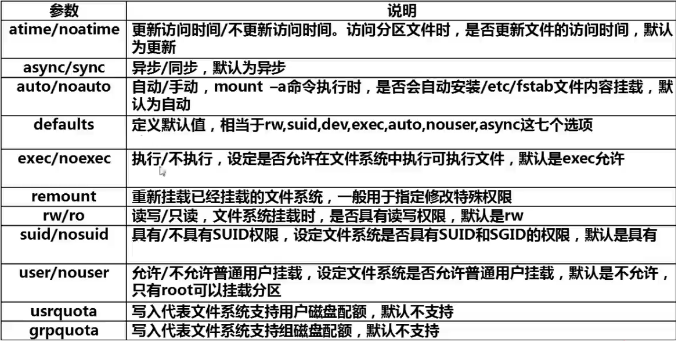 参数 说明
atime/noatime 更新访问时间/不更新访问时间。访问分区文件时，是否更新文件的访问时间，默认
为更新
async/sync 异步/同步，默认为异步
auto/noauto 自动/手动，mount –a命令执行时，是否会自动安装/etc/fstab文件内容挂载，默
认为自动
defaults 定义默认值，相当于rw,suid,dev,exec,auto,nouser,async这七个选项
exec/noexec 执行/不执行，设定是否允许在文件系统中执行可执行文件，默认是exec允许
remount 重新挂载已经挂载的文件系统，一般用于指定修改特殊权限
rw/ro 读写/只读，文件系统挂载时，是否具有读写权限，默认是rw
suid/nosuid 具有/不具有SUID权限，设定文件系统是否具有SUID和SGID的权限，默认是具有
user/nouser 允许/不允许普通用户挂载，设定文件系统是否允许普通用户挂载，默认是不允许，
只有root可以挂载分区
usrquota 写入代表文件系统支持用户磁盘配额，默认不支持
grpquota 写入代表文件系统支持组磁盘配额，默认不支持